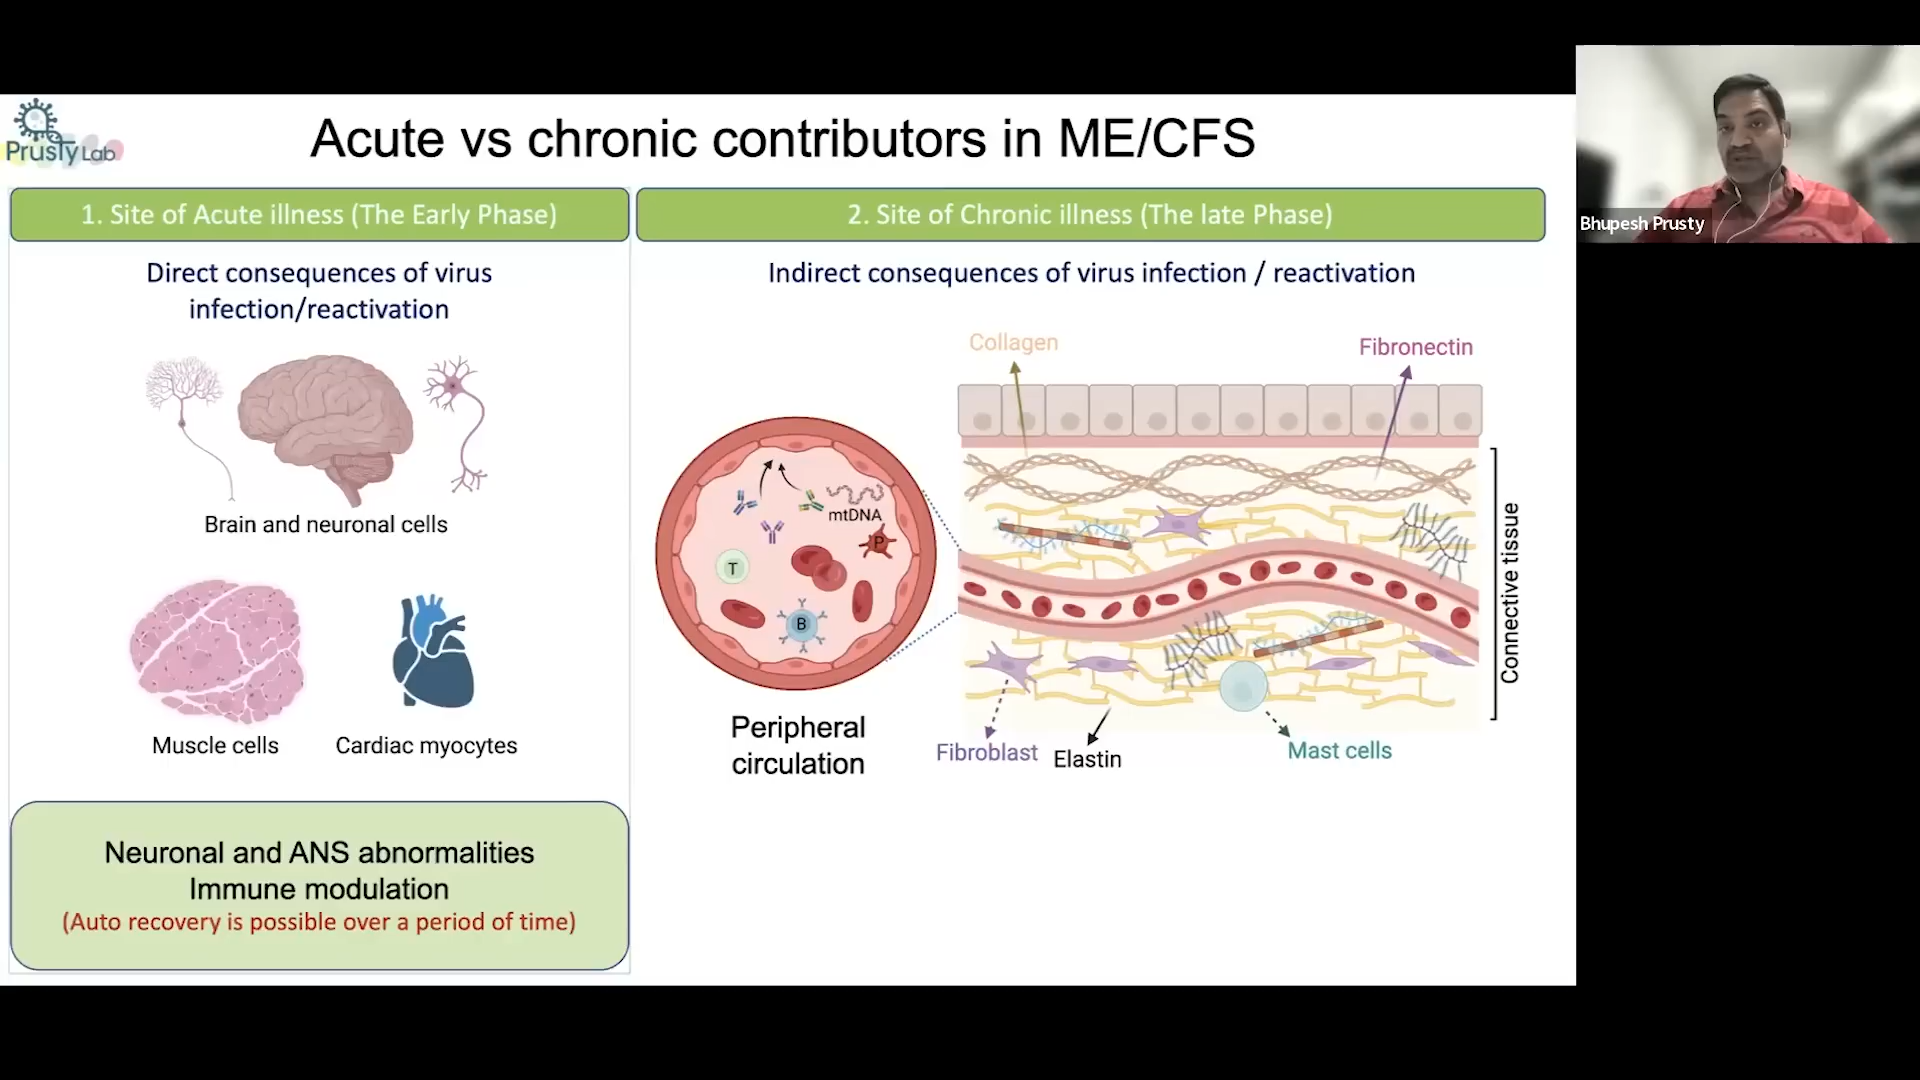 Prusty Lab
Acute vs chronic contributors in ME/CFS
1. Site of Acute illness (The Early Phase)
2. Site of Chronic illness (The late Phase)
Direct consequences of virus
infection/reactivation
Indirect consequences of virus infection / reactivation
Brain and neuronal cells
Muscle cells
Cardiac myocytes
Neuronal and ANS abnormalities
Immune modulation
(Auto recovery is possible over a period of time)
mtDNA
P
T
B
Peripheral
circulation
Collagen
Fibronectin
Connective tissue
Fibroblast
Elastin
Mast cells
Bhupesh Prusty